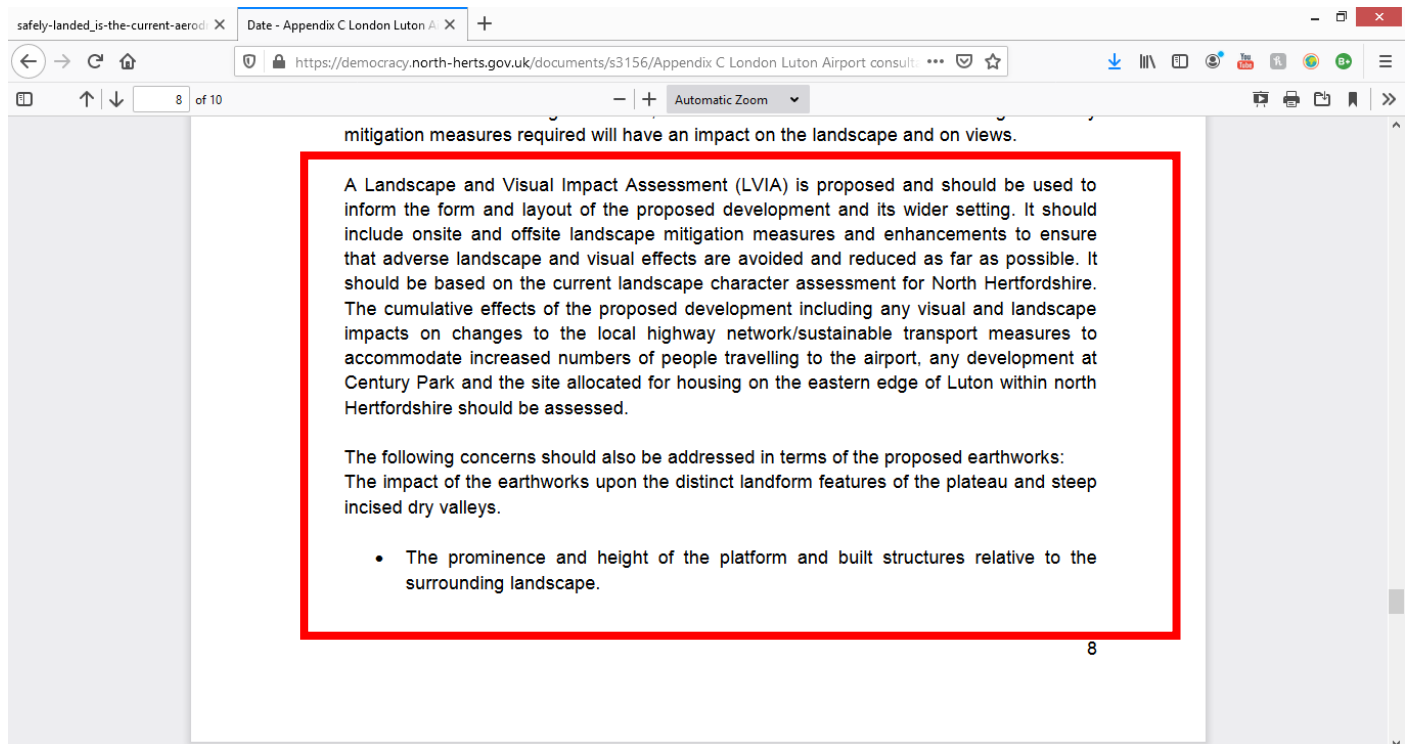 safely-landed_is-the-current-aerod
Date - Appendix C London Luton A
https://democracy.north-herts.gov.uk/documents/s3156/Appendix C London Luton Airport consult
8 of 10
Automatic Zoom
mitigation measures required will have an impact on the landscape and on views.
A Landscape and Visual Impact Assessment (LVIA) is proposed and should be used to
inform the form and layout of the proposed development and its wider setting. It should
include onsite and offsite landscape mitigation measures and enhancements to ensure
that adverse landscape and visual effects are avoided and reduced as far as possible. It
should be based on the current landscape character assessment for North Hertfordshire.
The cumulative effects of the proposed development including any visual and landscape
impacts on changes to the local highway network/sustainable transport measures to
accommodate increased numbers of people travelling to the airport, any development at
Century Park and the site allocated for housing on the eastern edge of Luton within north
Hertfordshire should be assessed.
The following concerns should also be addressed in terms of the proposed earthworks:
The impact of the earthworks upon the distinct landform features of the plateau and steep
incised dry valleys.
• The prominence and height of the platform and built structures relative to the
surrounding landscape.
8